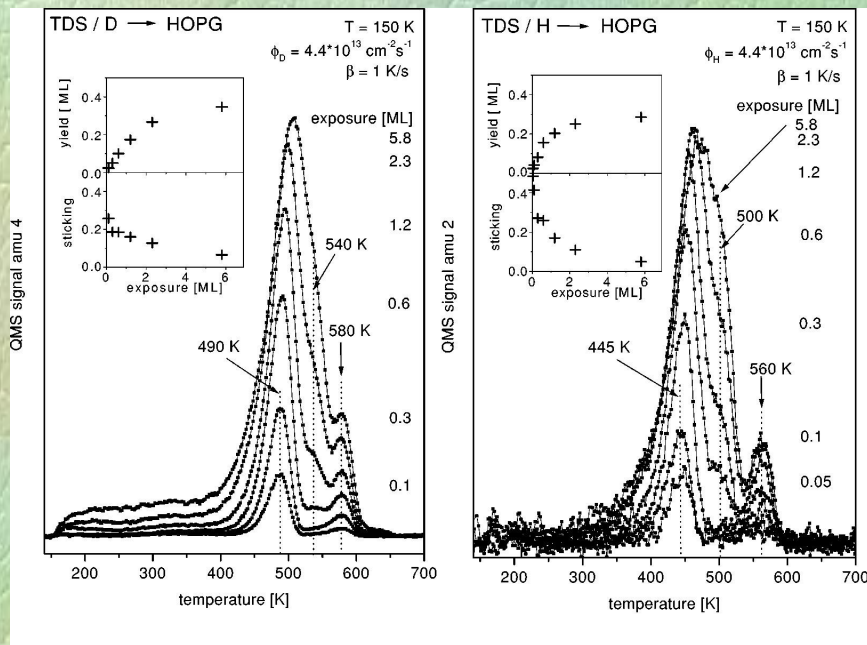 TDS / D → HOPG
T = 150 K
ϕD = 4.4*10¹³ cm⁻²s⁻¹
β = 1 K/s
exposure [ML]
5.8
2.3
1.2
0.6
0.3
0.1
yield [ ML]
0.4
0.2
0.0
sticking
0.4
0.2
0.0
0 2 4 6
exposure [ML]
540 K
580 K
490 K
QMS signal amu 4
200 300 400 500 600 700
temperature [K]
TDS / H → HOPG
T = 150 K
ϕH = 4.4*10¹³ cm⁻²s⁻¹
β = 1 K/s
exposure [ML]
5.8
2.3
1.2
0.6
0.3
0.1
0.05
yield [ ML]
0.4
0.2
0.0
sticking
0.4
0.2
0.0
0 2 4 6
exposure [ML]
500 K
445 K
560 K
QMS signal amu 2
200 300 400 500 600 700
temperature [K]